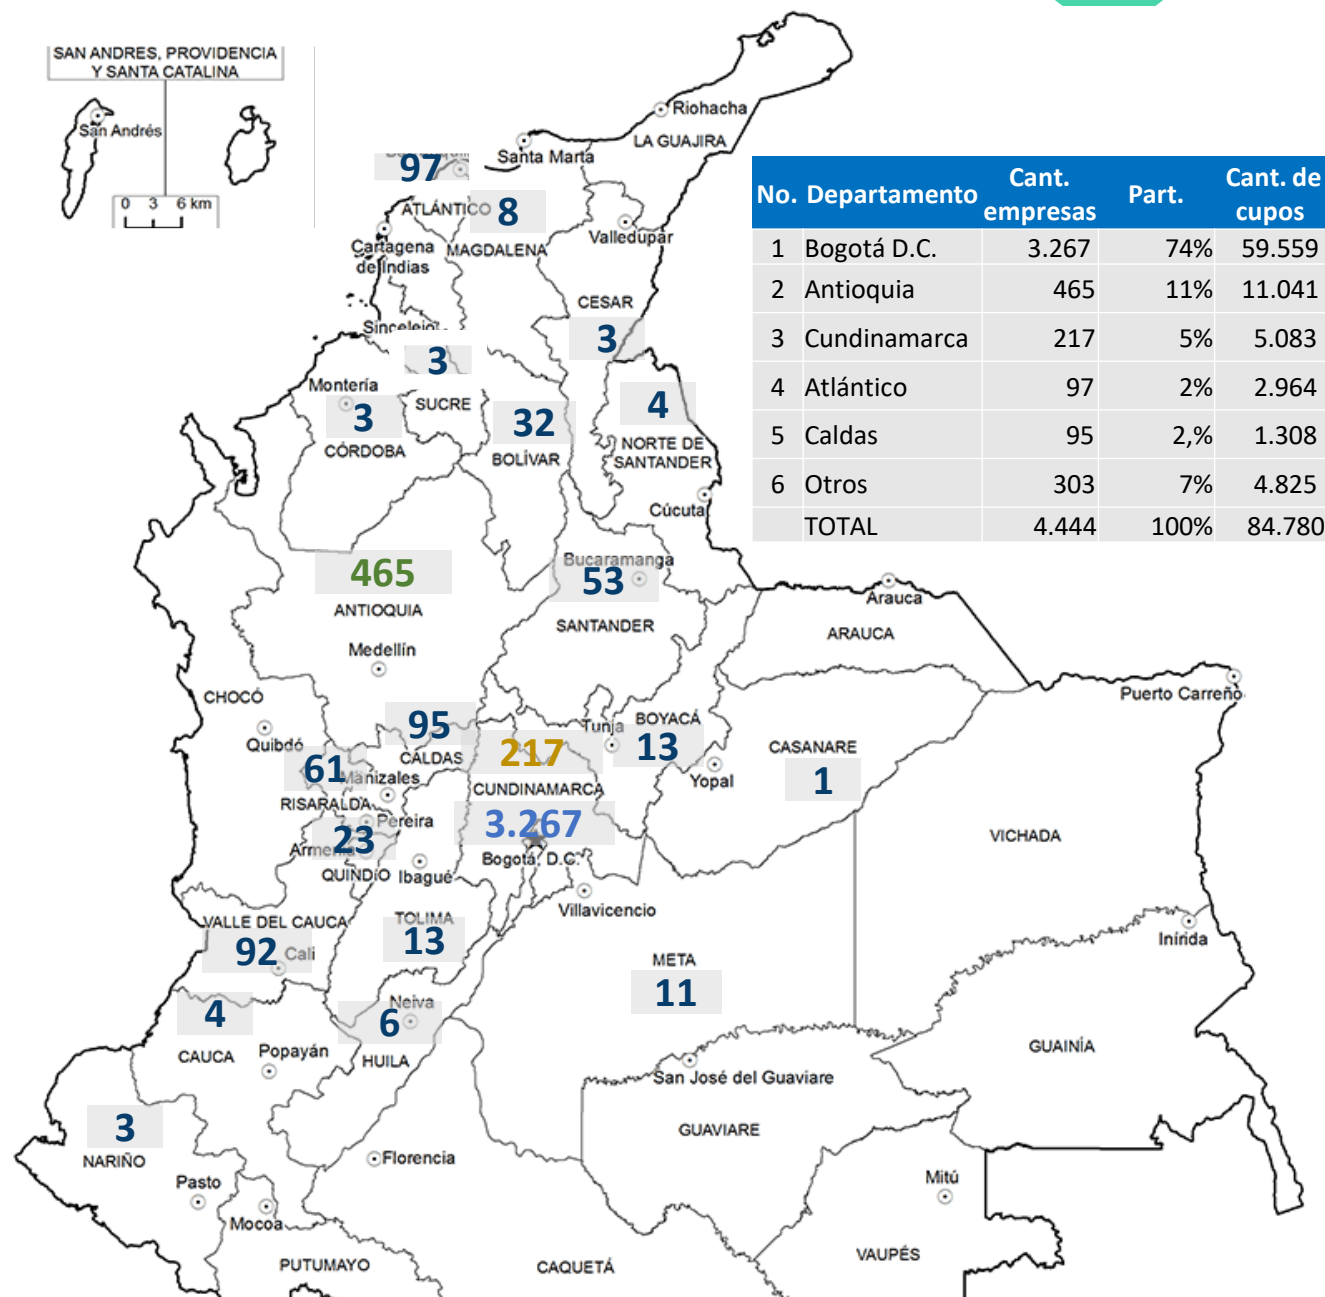 SAN ANDRES, PROVIDENCIA
Y SANTA CATALINA
San Andrés
0 3 6 km
Riohacha
LA GUAJIRA
Santa Marta
97
ATLÁNTICO
8
MAGDALENA
Valledupar
Cartagena
de Indias
CESAR
Sincelejo
3
3
Montería
SUCRE
3
CÓRDOBA
32
BOLÍVAR
4
NORTE DE
SANTANDER
Cúcuta
No. Departamento Cant. empresas Part. Cant. de cupos
1 Bogotá D.C. 3.267 74% 59.559
2 Antioquia 465 11% 11.041
3 Cundinamarca 217 5% 5.083
4 Atlántico 97 2% 2.964
5 Caldas 95 2,% 1.308
6 Otros 303 7% 4.825
TOTAL 4.444 100% 84.780
465
ANTIOQUIA
Medellín
Bucaramanga
53
SANTANDER
Arauca
ARAUCA
Puerto Carreño
CHOCÓ
Quibdó
95
CALDAS
217
CUNDINAMARCA
Tunja
BOYACÁ
13
CASANARE
1
Yopal
61
Manizales
RISARALDA
Pereira
23
Armenia
QUINDÍO
Ibagué
3.267
Bogotá, D.C.
VICHADA
Villavicencio
VALLE DEL CAUCA
92
Cali
TOLIMA
13
META
11
Inírida
4
CAUCA
Popayán
Neiva
6
HUILA
GUAINÍA
San José del Guaviare
GUAVIARE
3
NARIÑO
Pasto
Florencia
Mitú
Mocoa
PUTUMAYO
CAQUETÁ
VAUPÉS